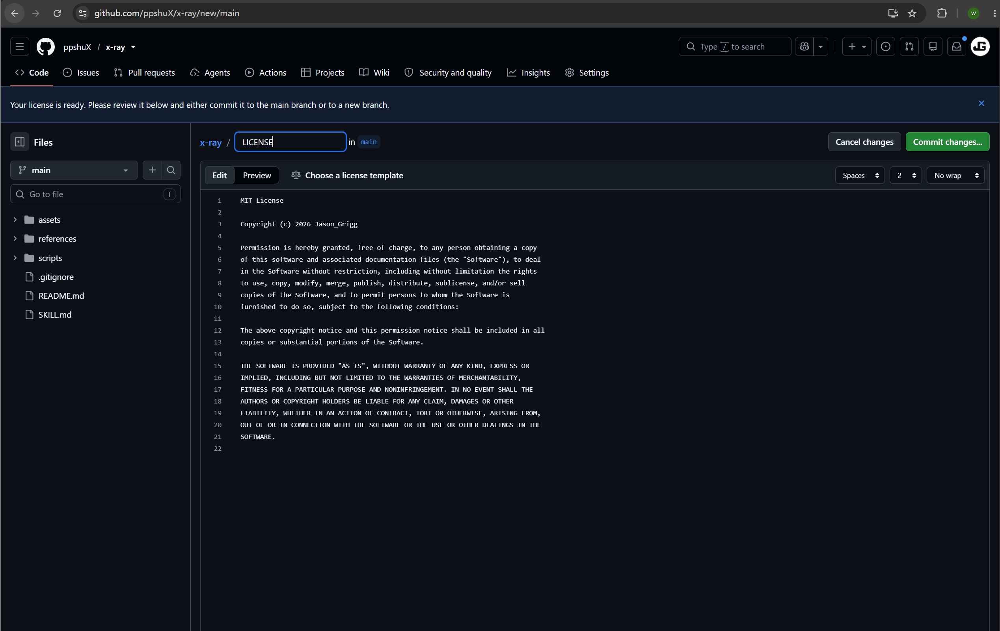 github.com/ppshuX/x-ray/new/main
W
ppshuX / x-ray
Type / to search
JG
Code Issues Pull requests Agents Actions Projects Wiki Security and quality Insights Settings
Your license is ready. Please review it below and either commit it to the main branch or to a new branch.
Files
main
Go to file T
assets
references
scripts
.gitignore
README.md
SKILL.md
x-ray / LICENSE in main
Cancel changes Commit changes...
Edit Preview Choose a license template Spaces 2 No wrap
1 MIT License
2
3 Copyright (c) 2026 Jason_Grigg
4
5 Permission is hereby granted, free of charge, to any person obtaining a copy
6 of this software and associated documentation files (the "Software"), to deal
7 in the Software without restriction, including without limitation the rights
8 to use, copy, modify, merge, publish, distribute, sublicense, and/or sell
9 copies of the Software, and to permit persons to whom the Software is
10 furnished to do so, subject to the following conditions:
11
12 The above copyright notice and this permission notice shall be included in all
13 copies or substantial portions of the Software.
14
15 THE SOFTWARE IS PROVIDED "AS IS", WITHOUT WARRANTY OF ANY KIND, EXPRESS OR
16 IMPLIED, INCLUDING BUT NOT LIMITED TO THE WARRANTIES OF MERCHANTABILITY,
17 FITNESS FOR A PARTICULAR PURPOSE AND NONINFRINGEMENT. IN NO EVENT SHALL THE
18 AUTHORS OR COPYRIGHT HOLDERS BE LIABLE FOR ANY CLAIM, DAMAGES OR OTHER
19 LIABILITY, WHETHER IN AN ACTION OF CONTRACT, TORT OR OTHERWISE, ARISING FROM,
20 OUT OF OR IN CONNECTION WITH THE SOFTWARE OR THE USE OR OTHER DEALINGS IN THE
21 SOFTWARE.
22